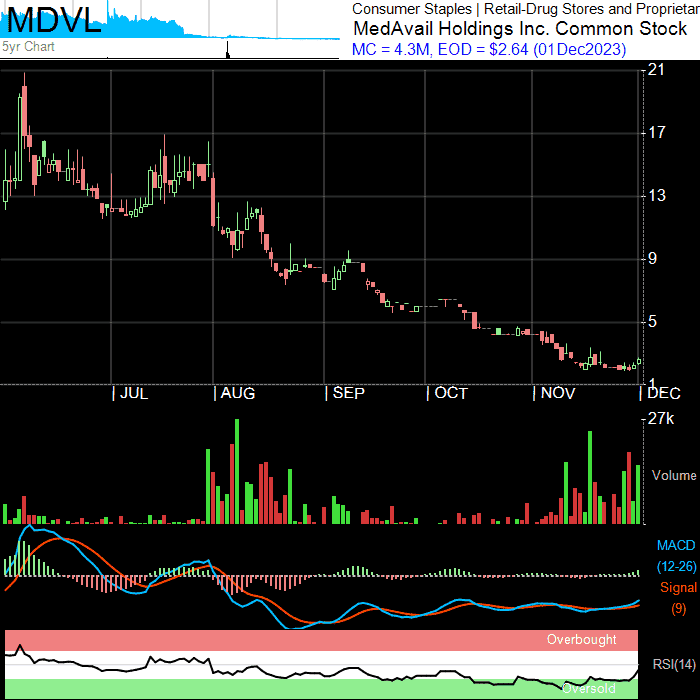 MDVL
5yr Chart
Consumer Staples | Retail-Drug Stores and Proprietar
MedAvail Holdings Inc. Common Stock
MC = 4.3M, EOD = $2.64 (01Dec2023)
21
17
13
9
5
1
JUL AUG SEP OCT NOV DEC
27k
Volume
MACD
(12-26)
Signal
(9)
Overbought
RSI(14)
Oversold